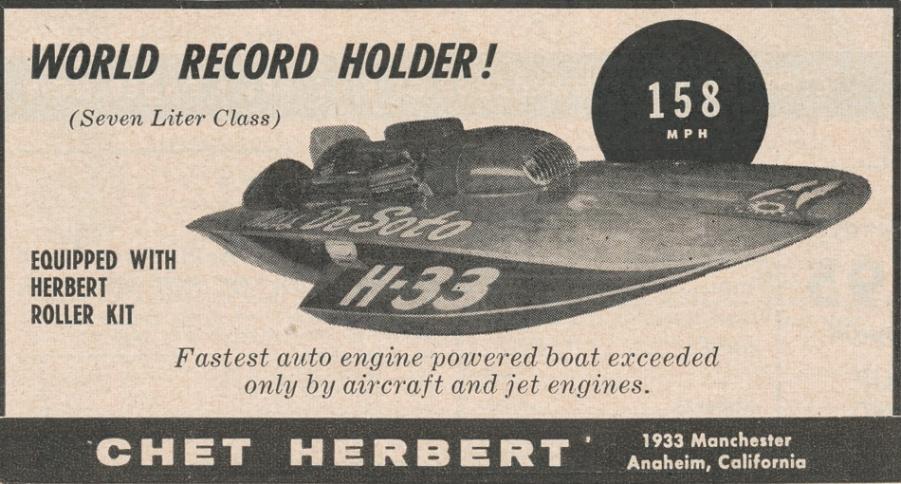 WORLD RECORD HOLDER!
(Seven Liter Class)
158
MPH
De Soto
H-33
EQUIPPED WITH
HERBERT
ROLLER KIT
Fastest auto engine powered boat exceeded
only by aircraft and jet engines.
CHET HERBERT
1933 Manchester
Anaheim, California